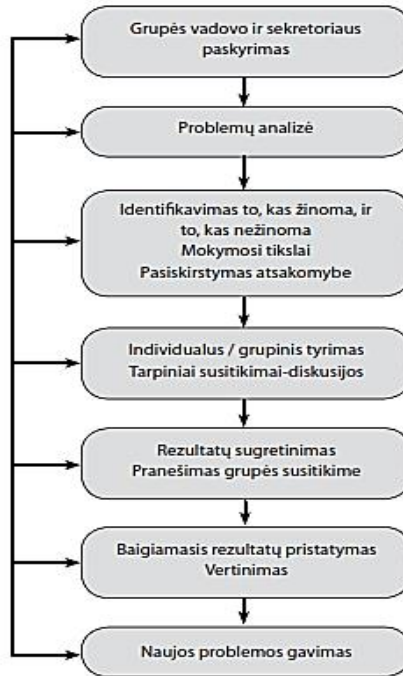 Grupės vadovo ir sekretoriaus
paskyrimas
Problemų analizė
Identifikavimas to, kas žinoma, ir
to, kas nežinoma
Mokymosi tikslai
Pasiskirstymas atsakomybe
Individualus / grupinis tyrimas
Tarpiniai susitikimai-diskusijos
Rezultatų sugretinimas
Pranešimas grupės susitikime
Baigiamasis rezultatų pristatymas
Vertinimas
Naujos problemos gavimas